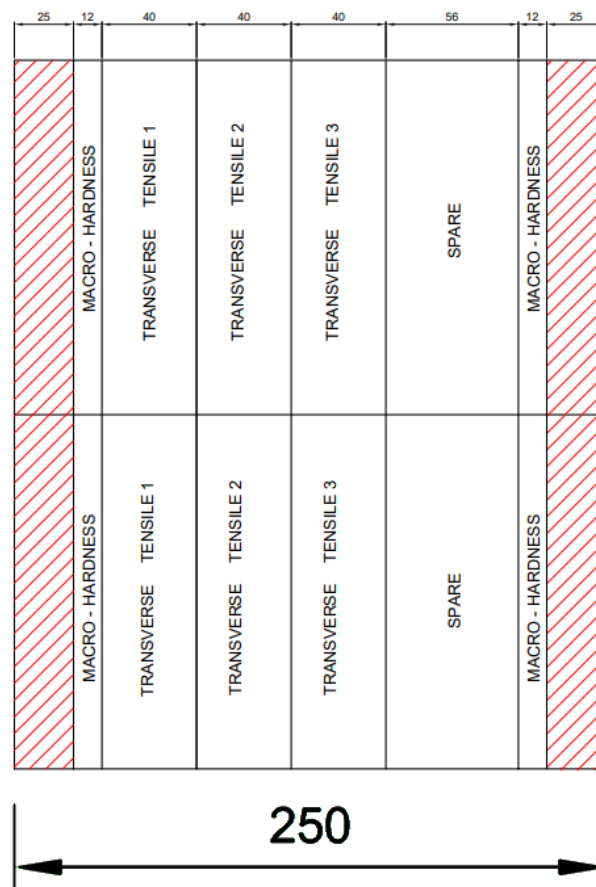 25 12 40 40 40 56 12 25
MACRO - HARDNESS
TRANSVERSE TENSILE 1
TRANSVERSE TENSILE 2
TRANSVERSE TENSILE 3
SPARE
MACRO - HARDNESS
MACRO - HARDNESS
TRANSVERSE TENSILE 1
TRANSVERSE TENSILE 2
TRANSVERSE TENSILE 3
SPARE
MACRO - HARDNESS
250